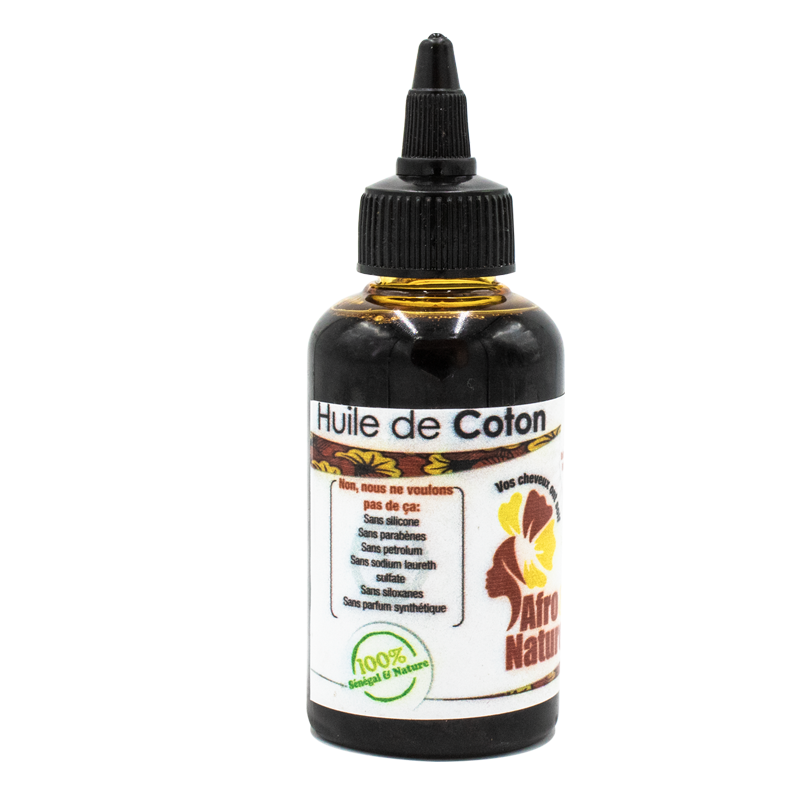 Huile de Coton
Non, nous ne voulons
pas de ça:
Sans silicone
Sans parabènes
Sans petrolum
Sans sodium laureth
sulfate
Sans siloxanes
Sans parfum synthétique
100%
Sénégal & Nature
Vos cheveux
Afro
Natur